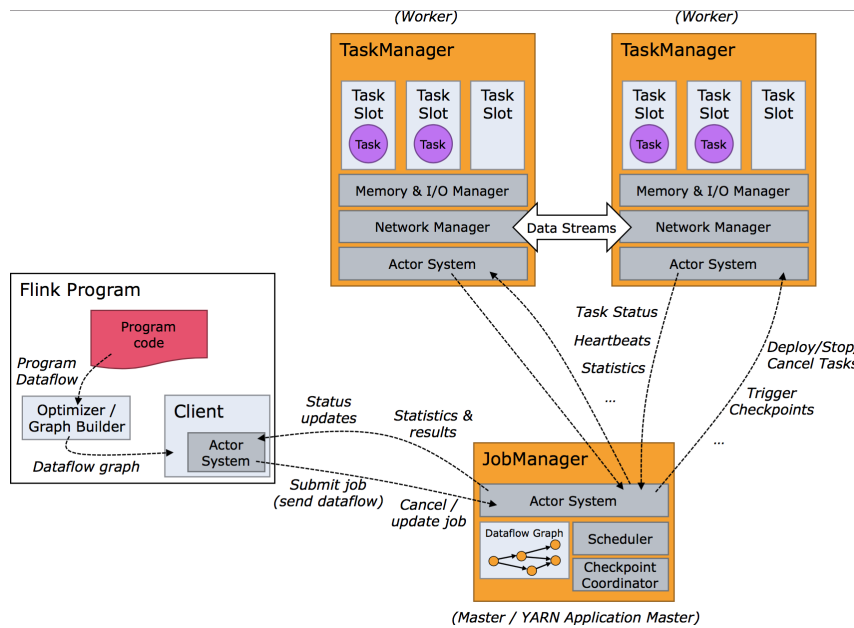 (Worker)
(Worker)
TaskManager
TaskManager
Task
Slot
Task
Task
Slot
Task
Task
Slot
Task
Slot
Task
Task
Slot
Task
Task
Slot
Memory & I/O Manager
Memory & I/O Manager
Network Manager
Data Streams
Network Manager
Actor System
Actor System
Flink Program
Program
code
Program
Dataflow
Optimizer /
Graph Builder
Dataflow graph
Client
Actor
System
Status
updates
Statistics &
results
Submit job
(send dataflow)
Cancel /
update job
Task Status
Heartbeats
Statistics
...
Deploy/Stop/
Cancel Tasks
Trigger
Checkpoints
...
JobManager
Actor System
Dataflow Graph
Scheduler
Checkpoint
Coordinator
(Master / YARN Application Master)